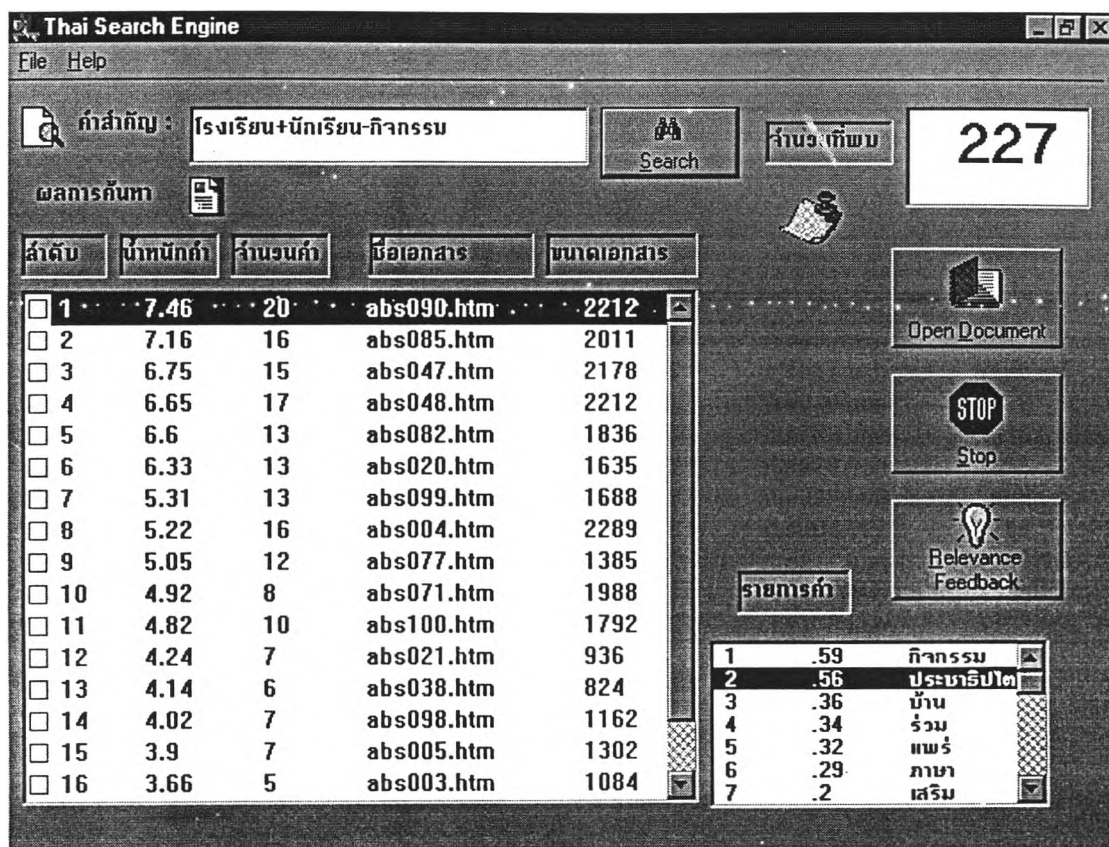 Thai Search Engine
File Help
คำสำคัญ :
โรงเรียน+นักเรียน-กิจกรรม
Search
จำนวนที่พบ
227
ผลการค้นหา
ลำดับ น้ำหนักคำ จำนวนคำ ชื่อเอกสาร ขนาดเอกสาร
1 7.46 20 abs090.htm 2212
2 7.16 16 abs085.htm 2011
3 6.75 15 abs047.htm 2178
4 6.65 17 abs048.htm 2212
5 6.6 13 abs082.htm 1836
6 6.33 13 abs020.htm 1635
7 5.31 13 abs099.htm 1688
8 5.22 16 abs004.htm 2289
9 5.05 12 abs077.htm 1385
10 4.92 8 abs071.htm 1988
11 4.82 10 abs100.htm 1792
12 4.24 7 abs021.htm 936
13 4.14 6 abs038.htm 824
14 4.02 7 abs098.htm 1162
15 3.9 7 abs005.htm 1302
16 3.66 5 abs003.htm 1084
Open Document
STOP
Stop
Relevance
Feedback
รายการคำ
1 .59 กิจกรรม
2 .56 ประชาธิปไต
3 .36 บ้าน
4 .34 ร่วม
5 .32 แพร่
6 .29 ภาษา
7 .2 เสริม